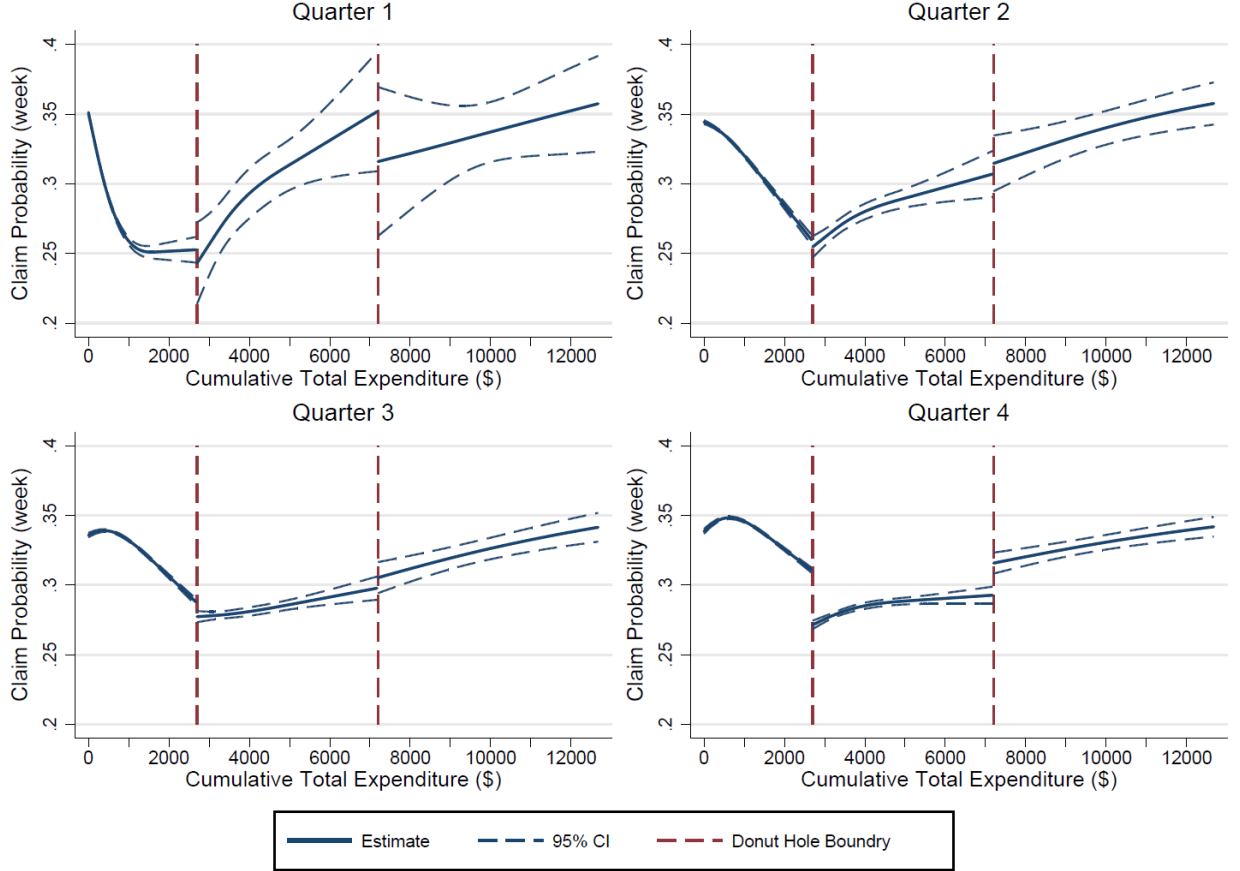 Quarter 1
Claim Probability (week)
.4
.35
.3
.25
.2
0 2000 4000 6000 8000 10000 12000
Cumulative Total Expenditure ($)
Quarter 2
Claim Probability (week)
.4
.35
.3
.25
.2
0 2000 4000 6000 8000 10000 12000
Cumulative Total Expenditure ($)
Quarter 3
Claim Probability (week)
.4
.35
.3
.25
.2
0 2000 4000 6000 8000 10000 12000
Cumulative Total Expenditure ($)
Quarter 4
Claim Probability (week)
.4
.35
.3
.25
.2
0 2000 4000 6000 8000 10000 12000
Cumulative Total Expenditure ($)
Estimate 95% CI Donut Hole Boundry